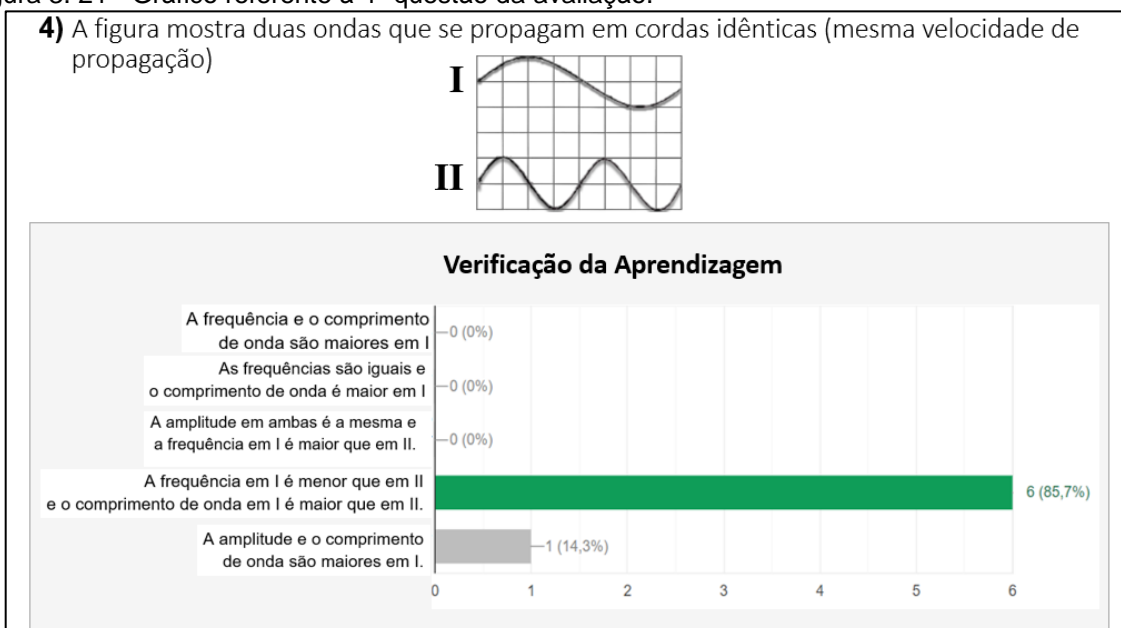 4) A figura mostra duas ondas que se propagam em cordas idênticas (mesma velocidade de
propagação)
I
II
Verificação da Aprendizagem
A frequência e o comprimento
de onda são maiores em I
0 (0%)
As frequências são iguais e
o comprimento de onda é maior em I
0 (0%)
A amplitude em ambas é a mesma e
a frequência em I é maior que em II.
0 (0%)
A frequência em I é menor que em II
e o comprimento de onda em I é maior que em II.
6 (85,7%)
A amplitude e o comprimento
de onda são maiores em I.
1 (14,3%)
0 1 2 3 4 5 6